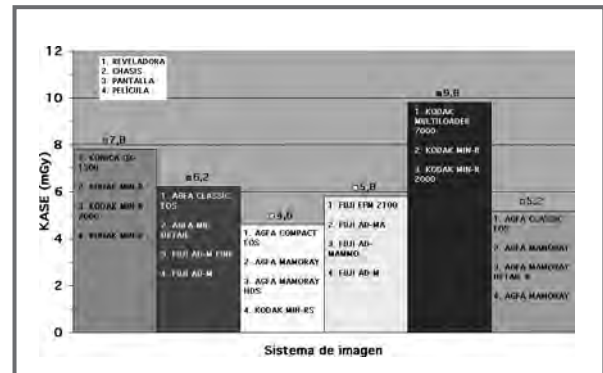 12
10
8
6
4
2
0
KASE (mGy)
1. REVELADORA
2. CHASIS
3. PANTALLA
4. PELÍCULA
7,8
1. KONICA QX-
1500
2. KODAK MIN-R
3. KODAK MIN-R
2000
4. KODAK MIN-R
6,2
1. AGFA CLASSIC
EOS
2. AGFA MR
DETAIL
3. FUJI AD-M FINE
4. FUJI AD-M
4,6
1. AGFA COMPACT
EOS
2. AGFA MAMORAY
3. AGFA MAMORAY
HDS
4. KODAK MIN-RS
5,8
1. FUJI EPM 2100
2. FUJI AD-MA
3. FUJI AD-
MAMMO
4. FUJI AD-M
9,8
1. KODAK
MULTILOADER
7000
2. KODAK MIN-R
3. KODAK MIN-R
2000
5,2
1. AGFA CLASSIC
EOS
2. AGFA MAMORAY
3. AGFA MAMORAY
DETAIL R
4. AGFA MAMORAY
Sistema de imagen